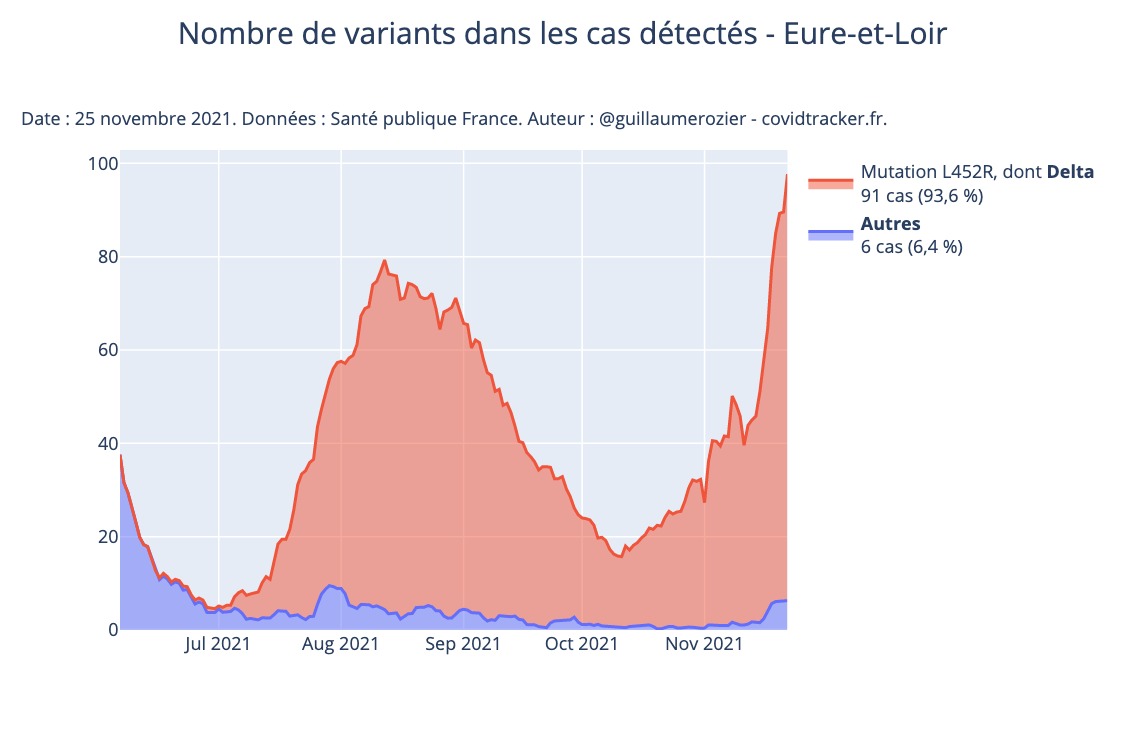 Nombre de variants dans les cas détectés - Eure-et-Loir
Date : 25 novembre 2021. Données : Santé publique France. Auteur : @guillaumerozier - covidtracker.fr.
Mutation L452R, dont Delta
91 cas (93,6 %)
Autres
6 cas (6,4 %)
100
80
60
40
20
0
Jul 2021 Aug 2021 Sep 2021 Oct 2021 Nov 2021